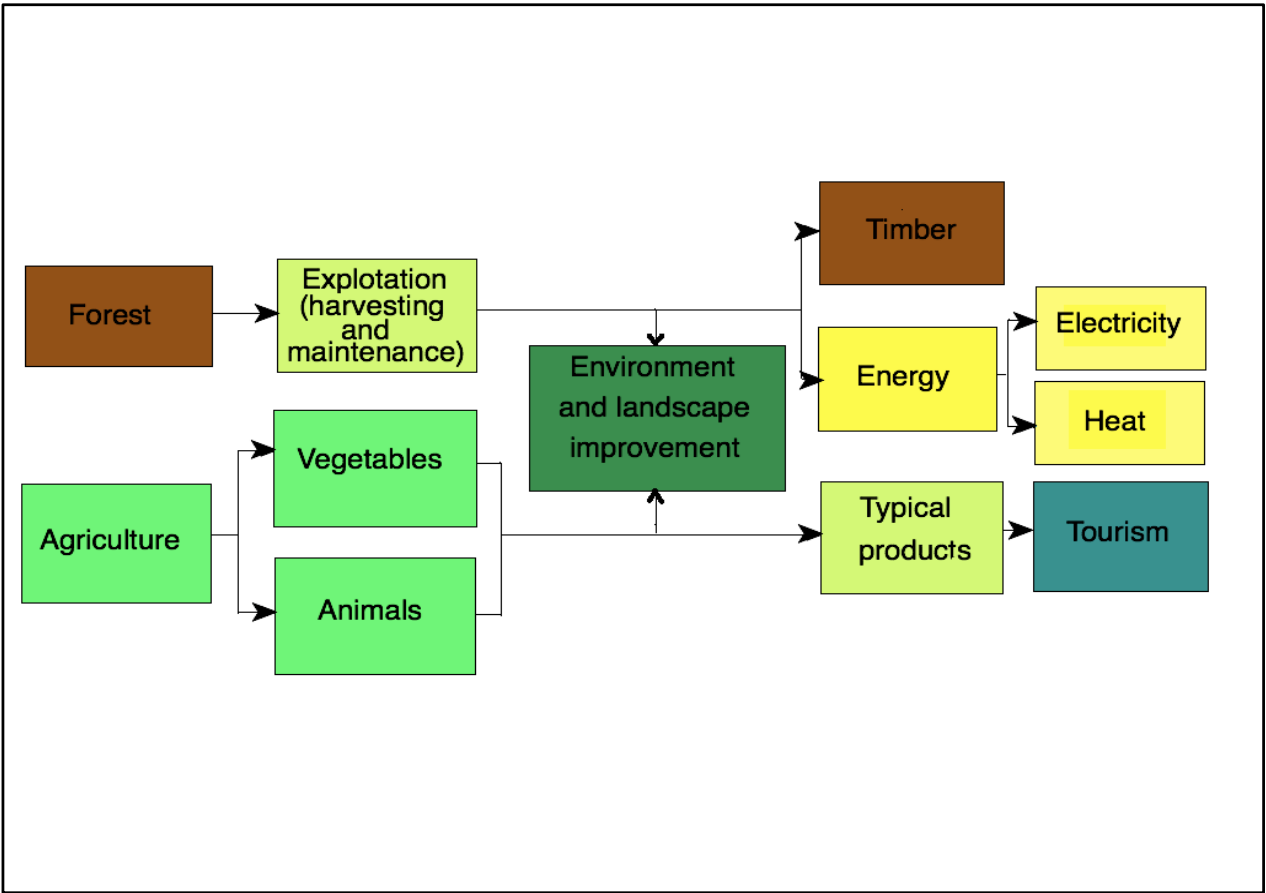 Forest
Explotation
(harvesting
and
maintenance)
Timber
Environment
and landscape
improvement
Energy
Electricity
Heat
Agriculture
Vegetables
Animals
Typical
products
Tourism